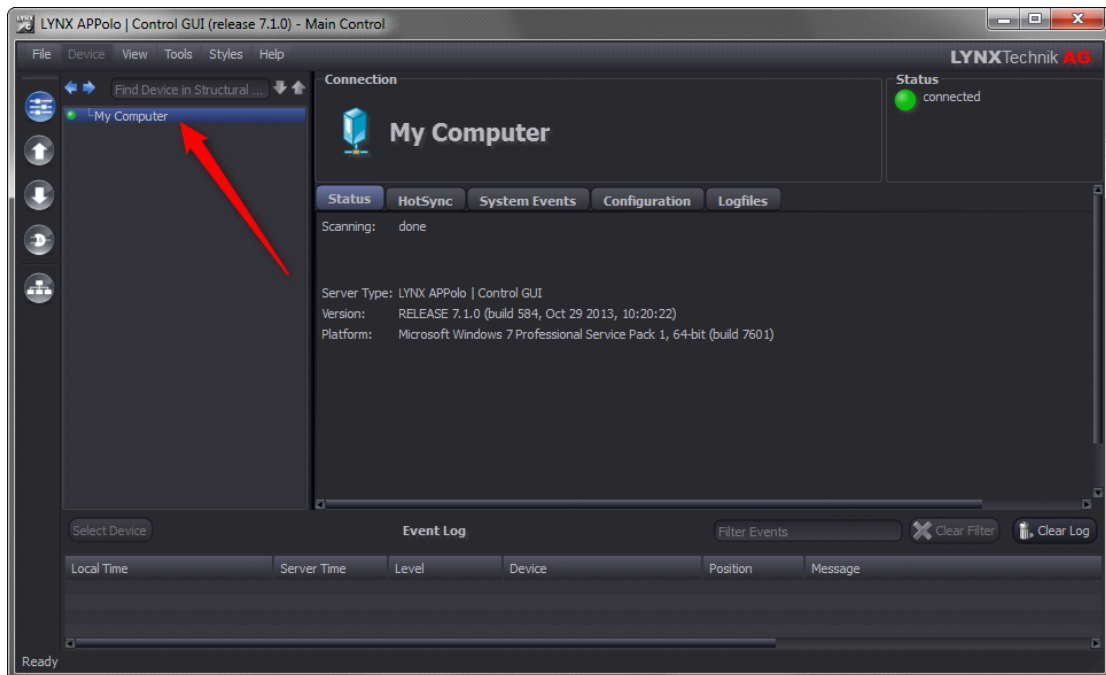 LYNX APPolo | Control GUI (release 7.1.0) - Main Control
File Device View Tools Styles Help
LYNXTechnik AG
Find Device in Structural ...
My Computer
Connection
My Computer
Status
connected
Status HotSync System Events Configuration Logfiles
Scanning: done
Server Type: LYNX APPolo | Control GUI
Version: RELEASE 7.1.0 (build 584, Oct 29 2013, 10:20:22)
Platform: Microsoft Windows 7 Professional Service Pack 1, 64-bit (build 7601)
Select Device Event Log Filter Events Clear Filter Clear Log
Local Time Server Time Level Device Position Message
Ready